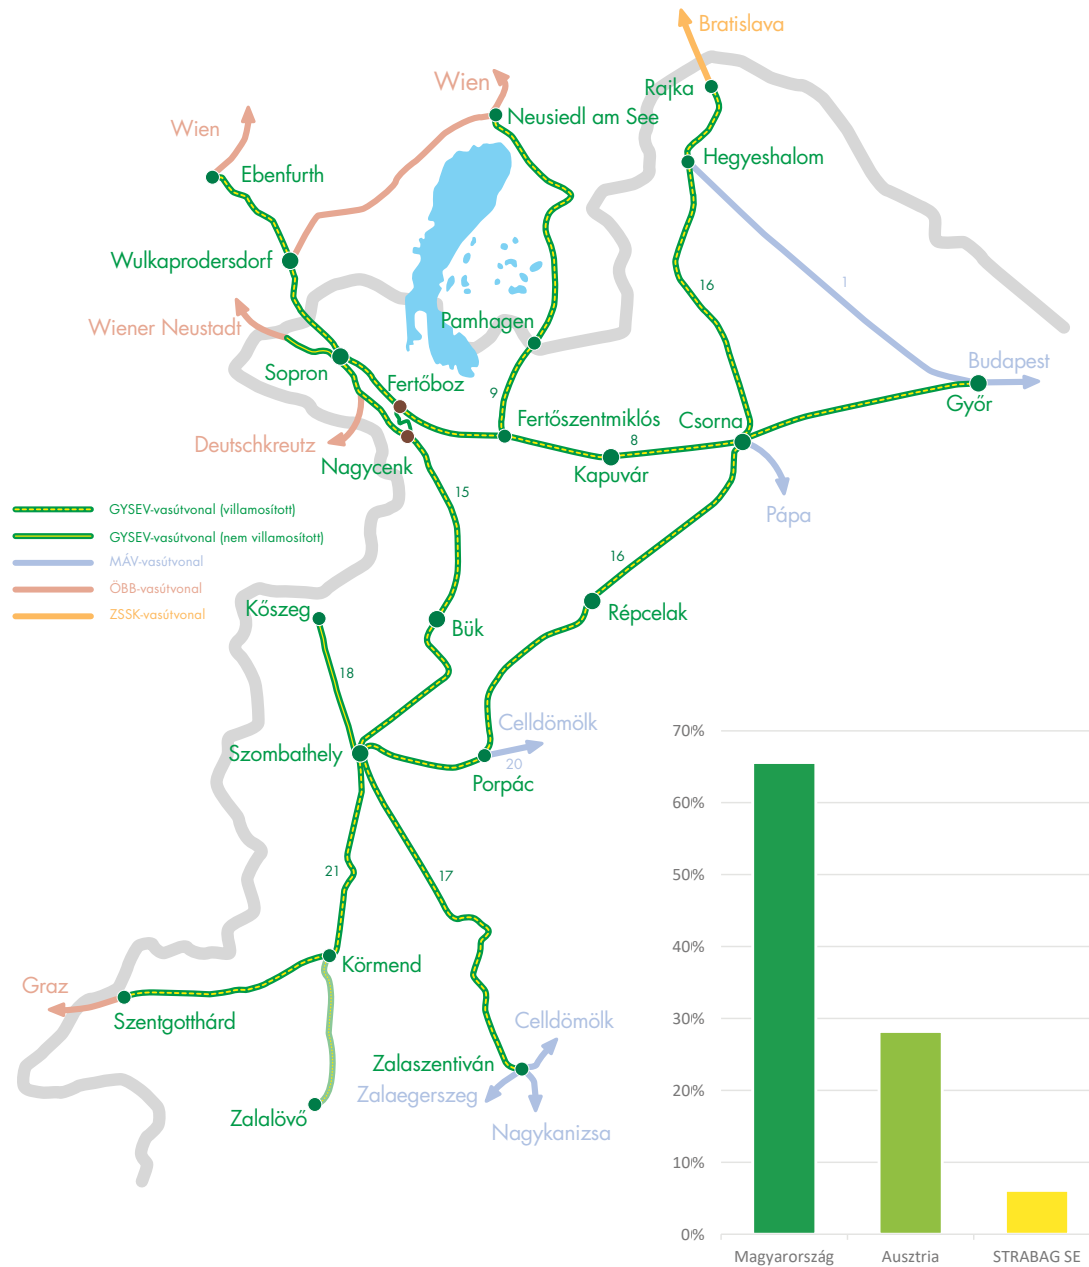 Bratislava
Wien
Rajka
Neusiedl am See
Wien
Hegyeshalom
Ebenfurth
Wulkaprodersdorf
16
1
Pamhagen
Wiener Neustadt
Sopron
Fertőboz
Budapest
9
Győr
Fertőszentmiklós
Csorna
8
Deutschkreutz
Nagycenk
Kapuvár
15
Pápa
GYSEV-vasútvonal (villamosított)
GYSEV-vasútvonal (nem villamosított)
MÁV-vasútvonal
ÖBB-vasútvonal
ZSSK-vasútvonal
16
Kőszeg
Bük
Répcelak
18
Celldömölk
Szombathely
20
Porpác
21
17
Körmend
Graz
Szentgotthárd
Celldömölk
Zalaszentiván
Zalaegerszeg
Zalalövő
Nagykanizsa
70%
60%
50%
40%
30%
20%
10%
0%
Magyarország
Ausztria
STRABAG SE